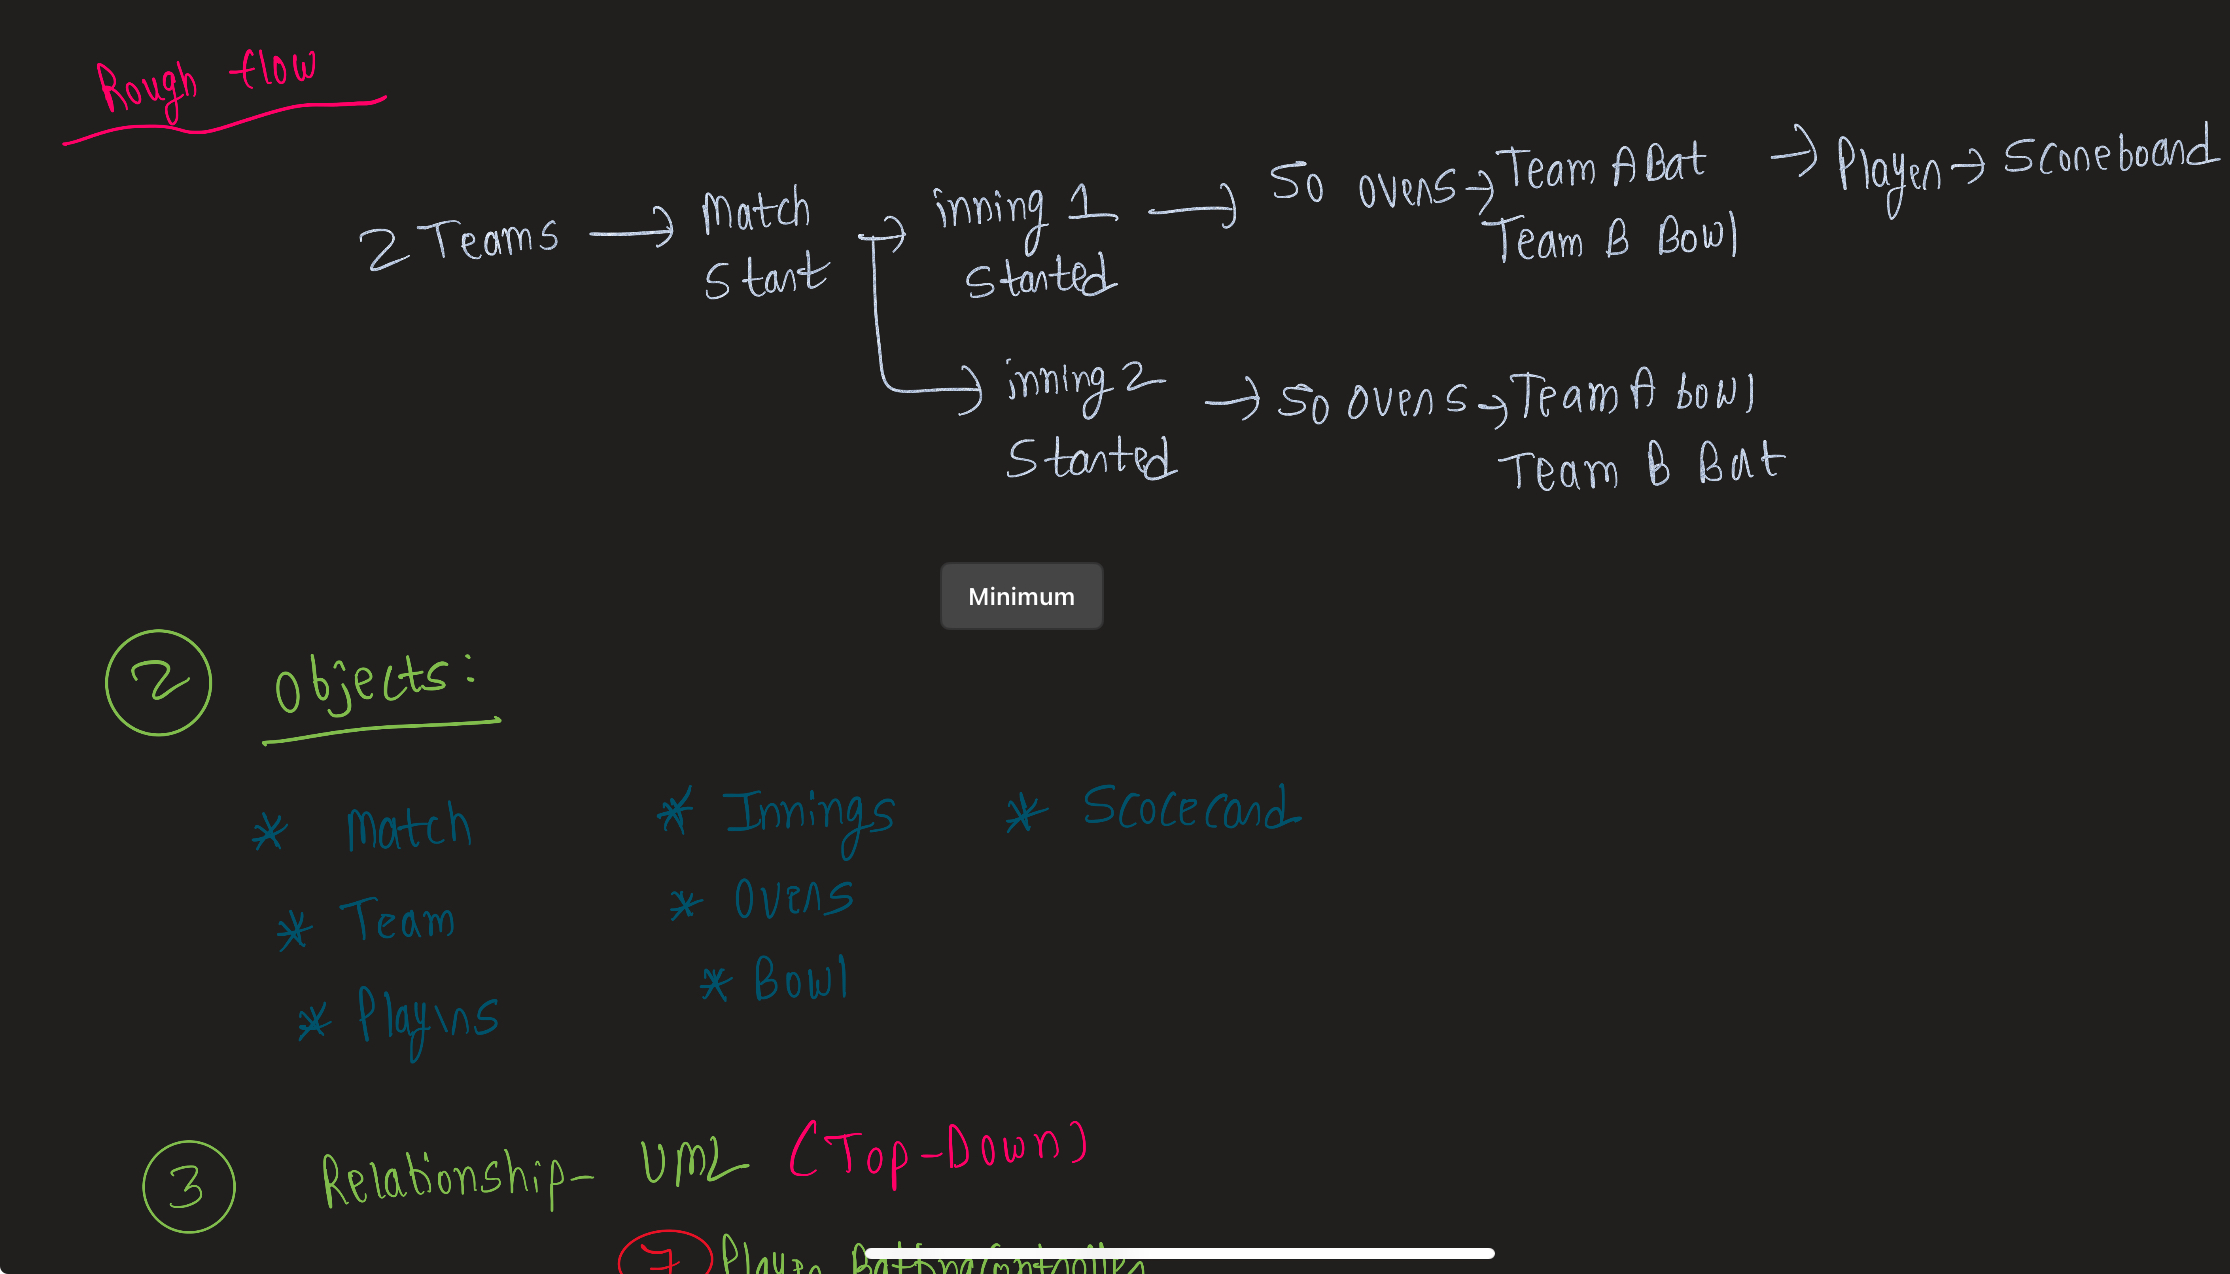 Rough flow
2 Teams → Match Start → inning 1 Started → 50 overs → Team A Bat Team B Bowl → Player → Scoreboard
→ inning 2 Started → 50 overs → Team A bowl Team B Bat
Minimum
2 Objects:
* Match
* Team
* Players
* Innings
* Overs
* Bowl
* Scorecard
3 Relationship- UML (Top-Down)
7 Player BattingController